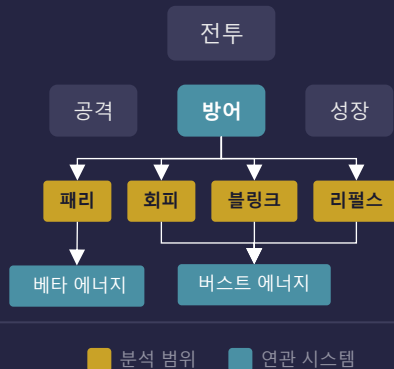 전투
공격 방어 성장
패리 회피 블링크 리펄스
베타 에너지 버스트 에너지
분석 범위 연관 시스템